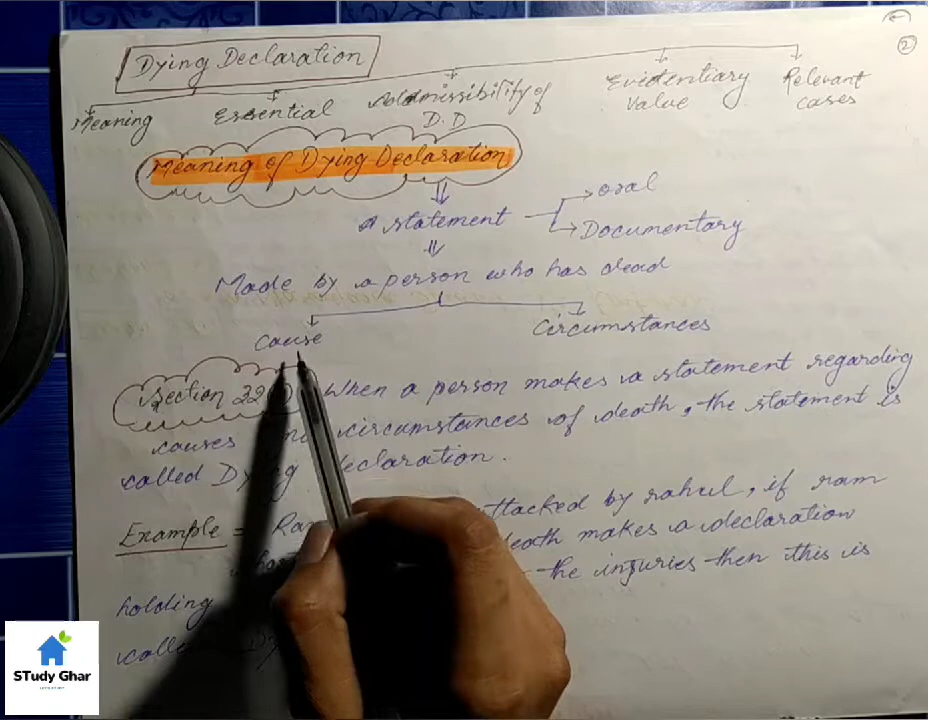 2
Dying Declaration
Meaning
Essential
Addmissibility of
D.D
Evidentiary
Value
Relevant
cases
Meaning of Dying Declaration
A statement
oral
Documentary
Made by a person who has dead
Cause
Circumstances
Section 32 When a person makes a statement regarding
causes circumstances of death, the statement is
called Dying declaration.
Example = attacked by rahul, if ram
death makes a declaration
holding the injuries then this is
STudy Ghar